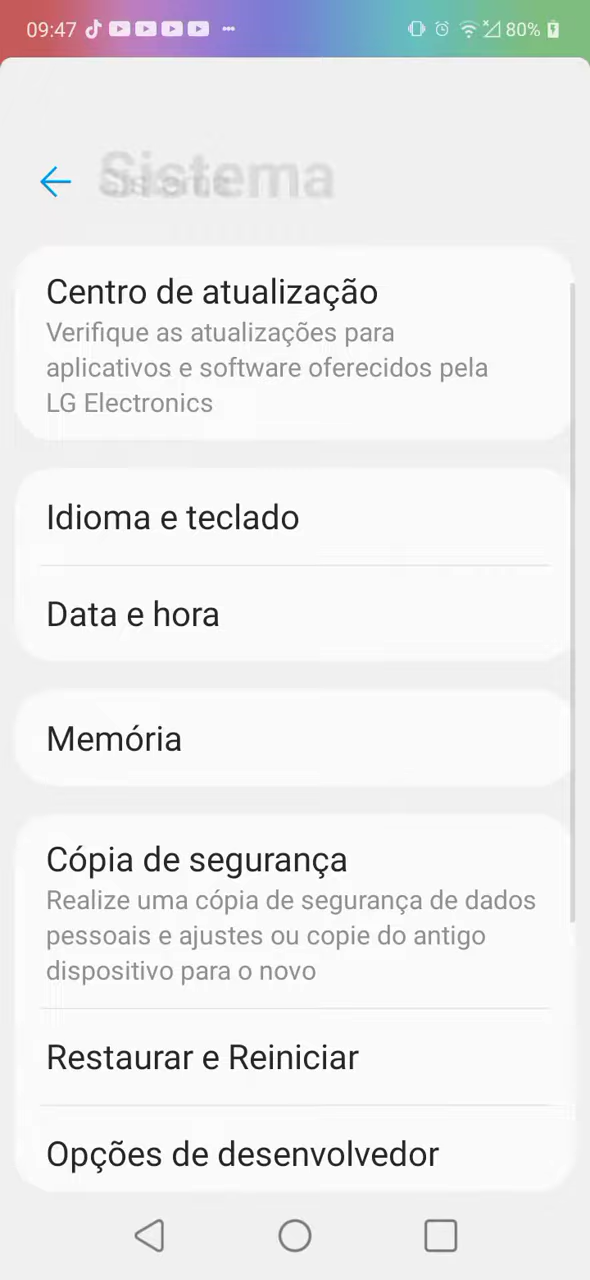 09:47
80%
Sistema
Centro de atualização
Verifique as atualizações para
aplicativos e software oferecidos pela
LG Electronics
Idioma e teclado
Data e hora
Memória
Cópia de segurança
Realize uma cópia de segurança de dados
pessoais e ajustes ou copie do antigo
dispositivo para o novo
Restaurar e Reiniciar
Opções de desenvolvedor